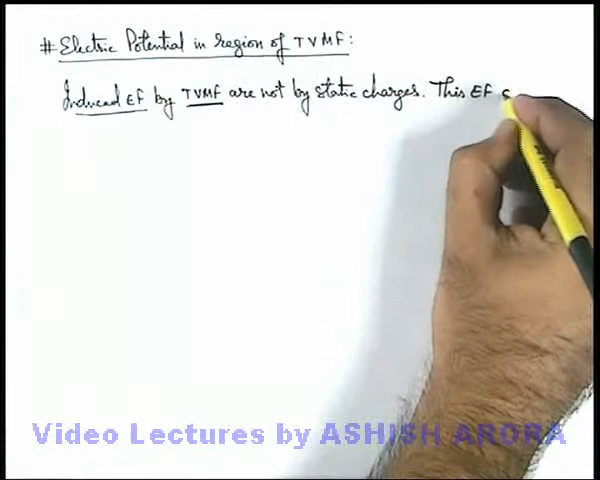 # Electric Potential in region of TVMF:
Induced EF by TVMF are not by static charges. This EF
Video Lectures by ASHISH ARORA